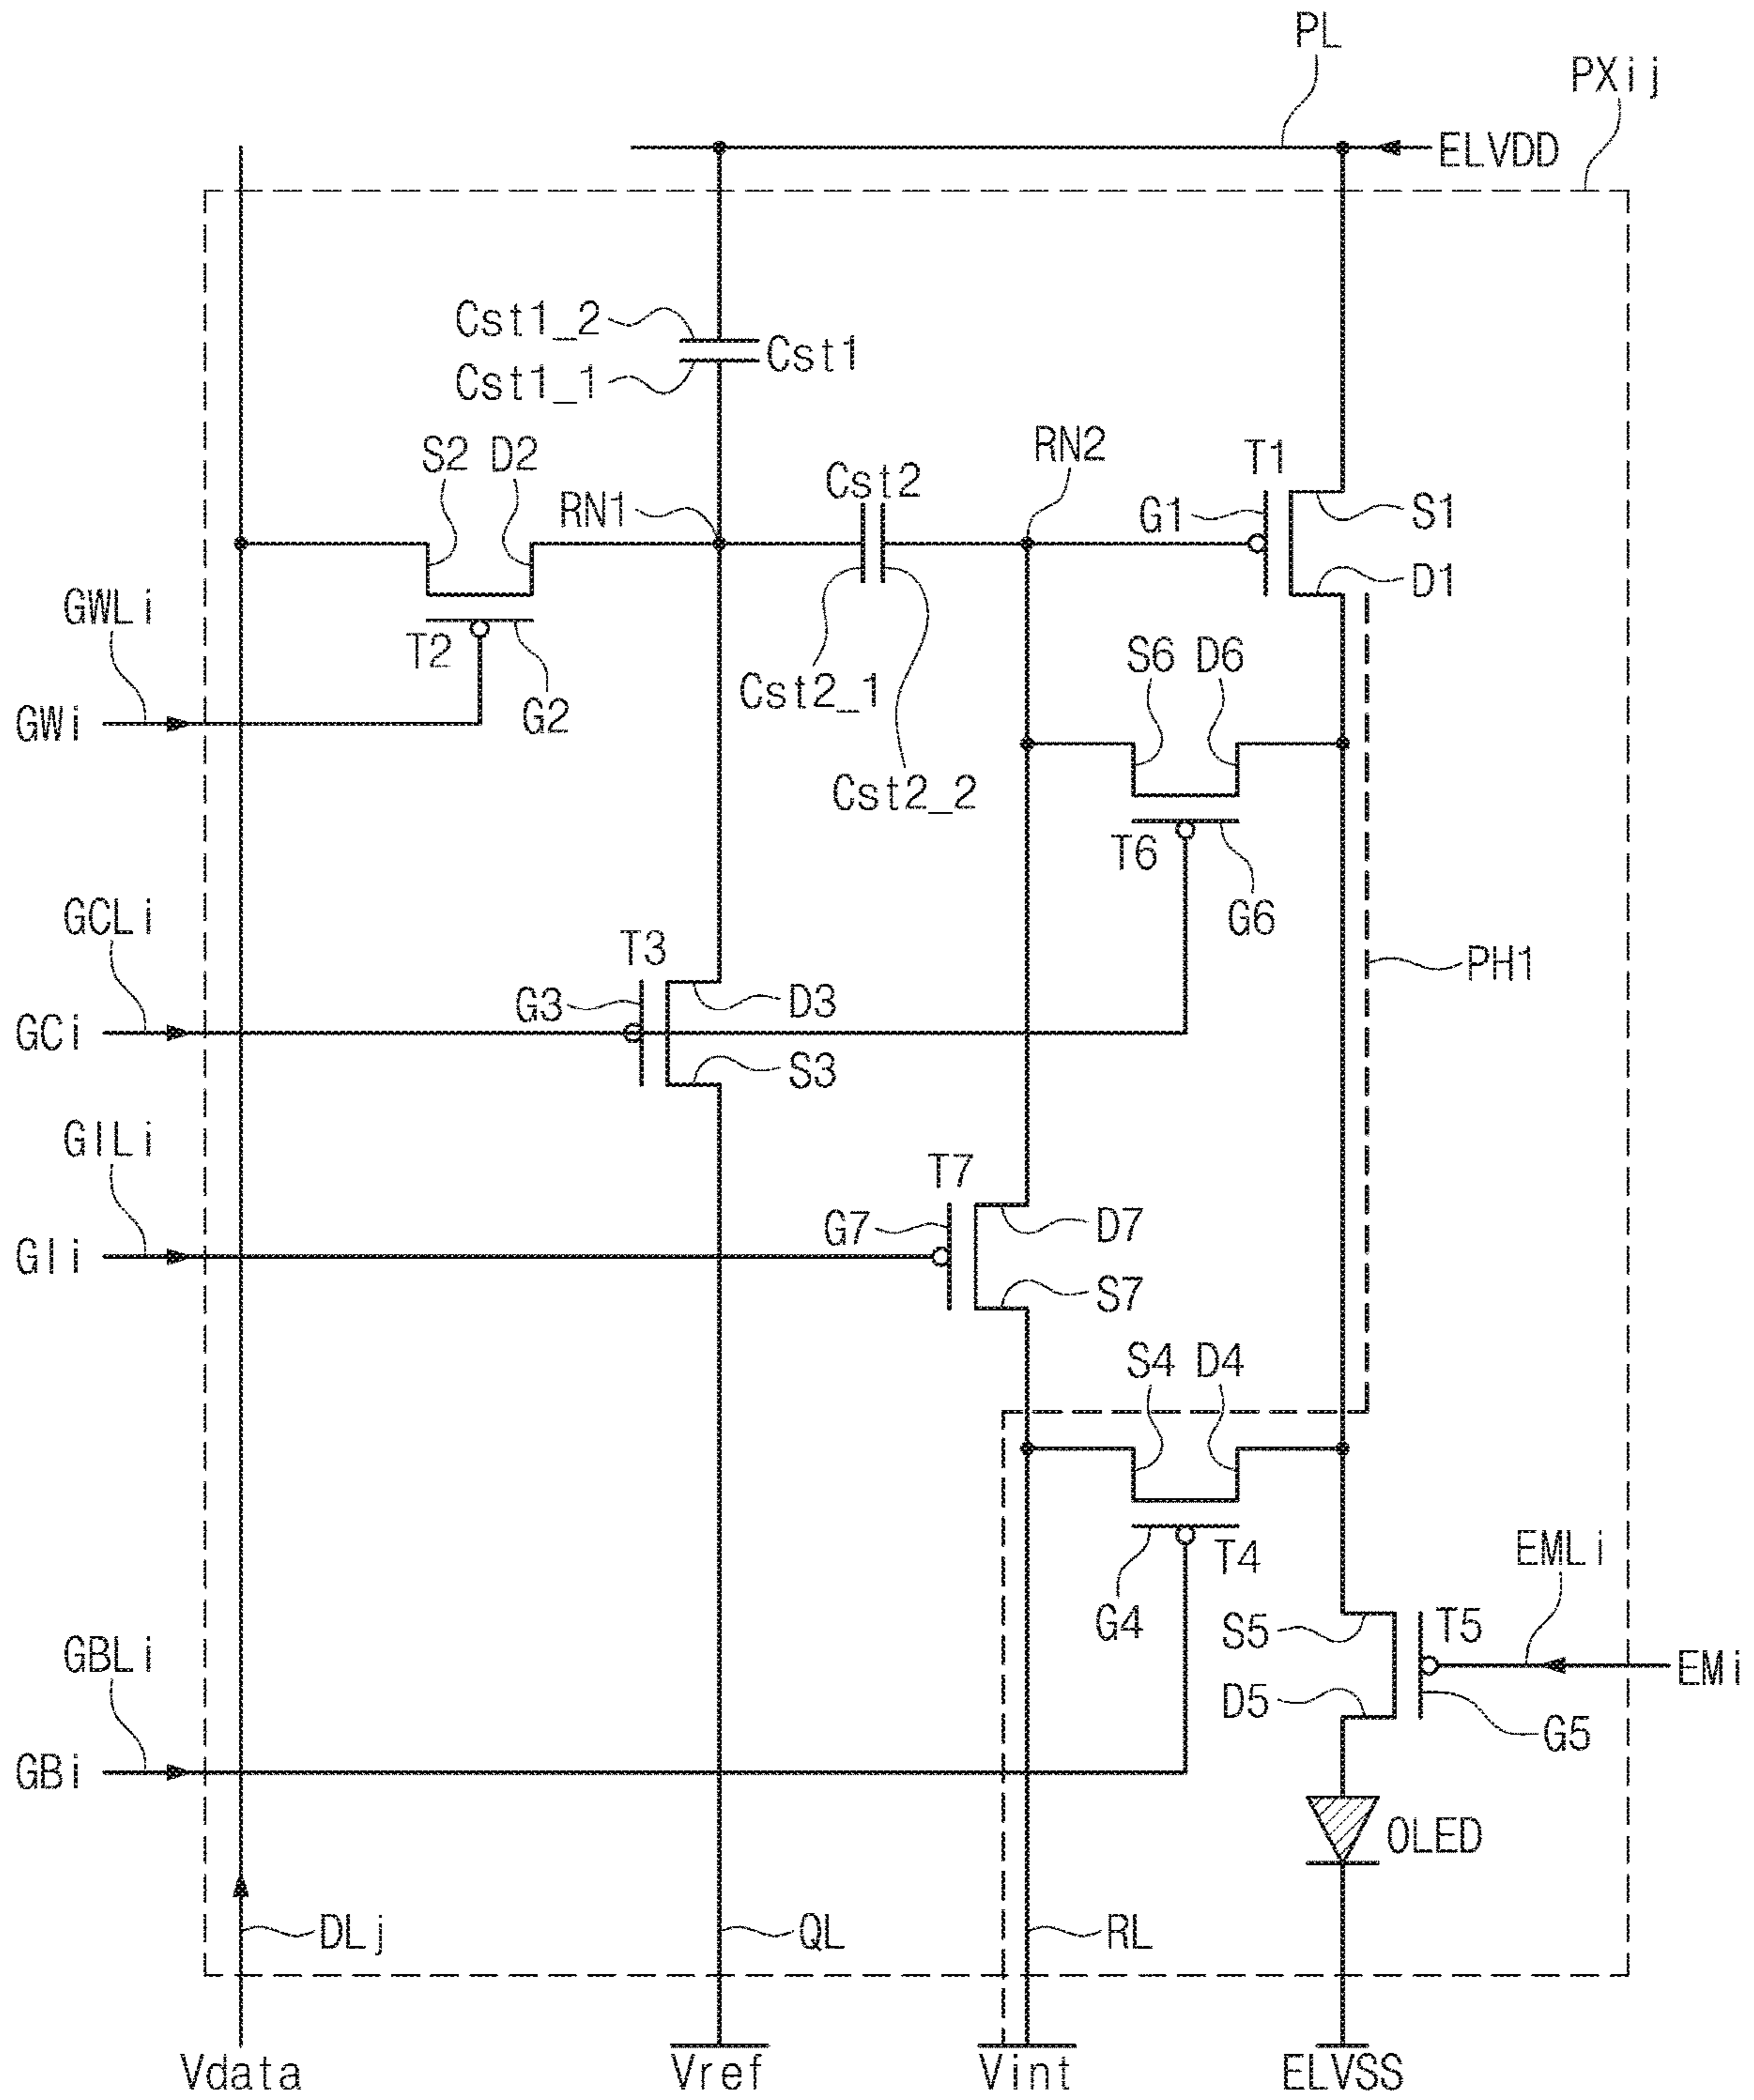 PL
PXij
ELVDD
Cst1_2
Cst1
Cst1_1
S2 D2
RN1
Cst2
RN2
T1
G1
S1
D1
GWLi
T2
G2
GWi
Cst2_1
Cst2_2
S6 D6
T6
G6
GCLi
T3
G3
D3
PH1
GCi
S3
GILi
T7
G7
D7
GIi
S7
S4 D4
T4
G4
EMLi
S5
T5
EMi
D5
G5
GBLi
GBi
OLED
DLj
QL
RL
Vdata
Vref
Vint
ELVSS